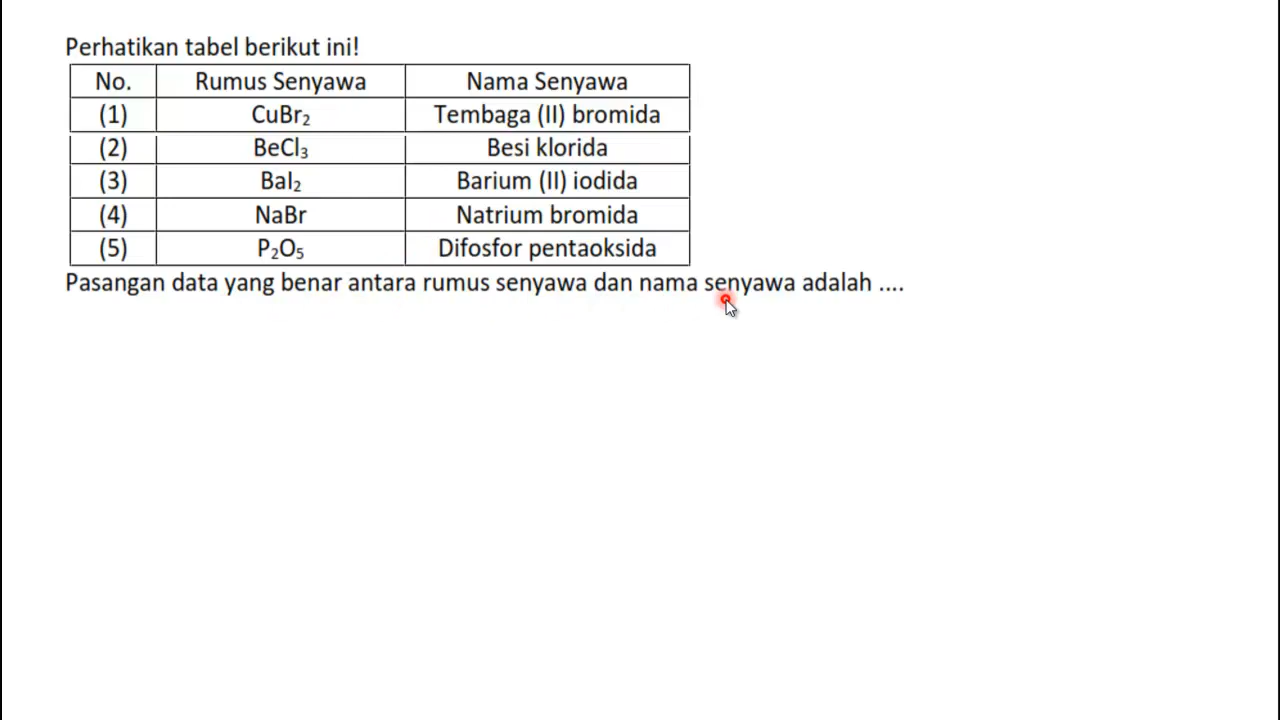 Perhatikan tabel berikut ini!
No. Rumus Senyawa Nama Senyawa
(1) CuBr₂ Tembaga (II) bromida
(2) BeCl₃ Besi klorida
(3) BaI₂ Barium (II) iodida
(4) NaBr Natrium bromida
(5) P₂O₅ Difosfor pentaoksida
Pasangan data yang benar antara rumus senyawa dan nama senyawa adalah ....